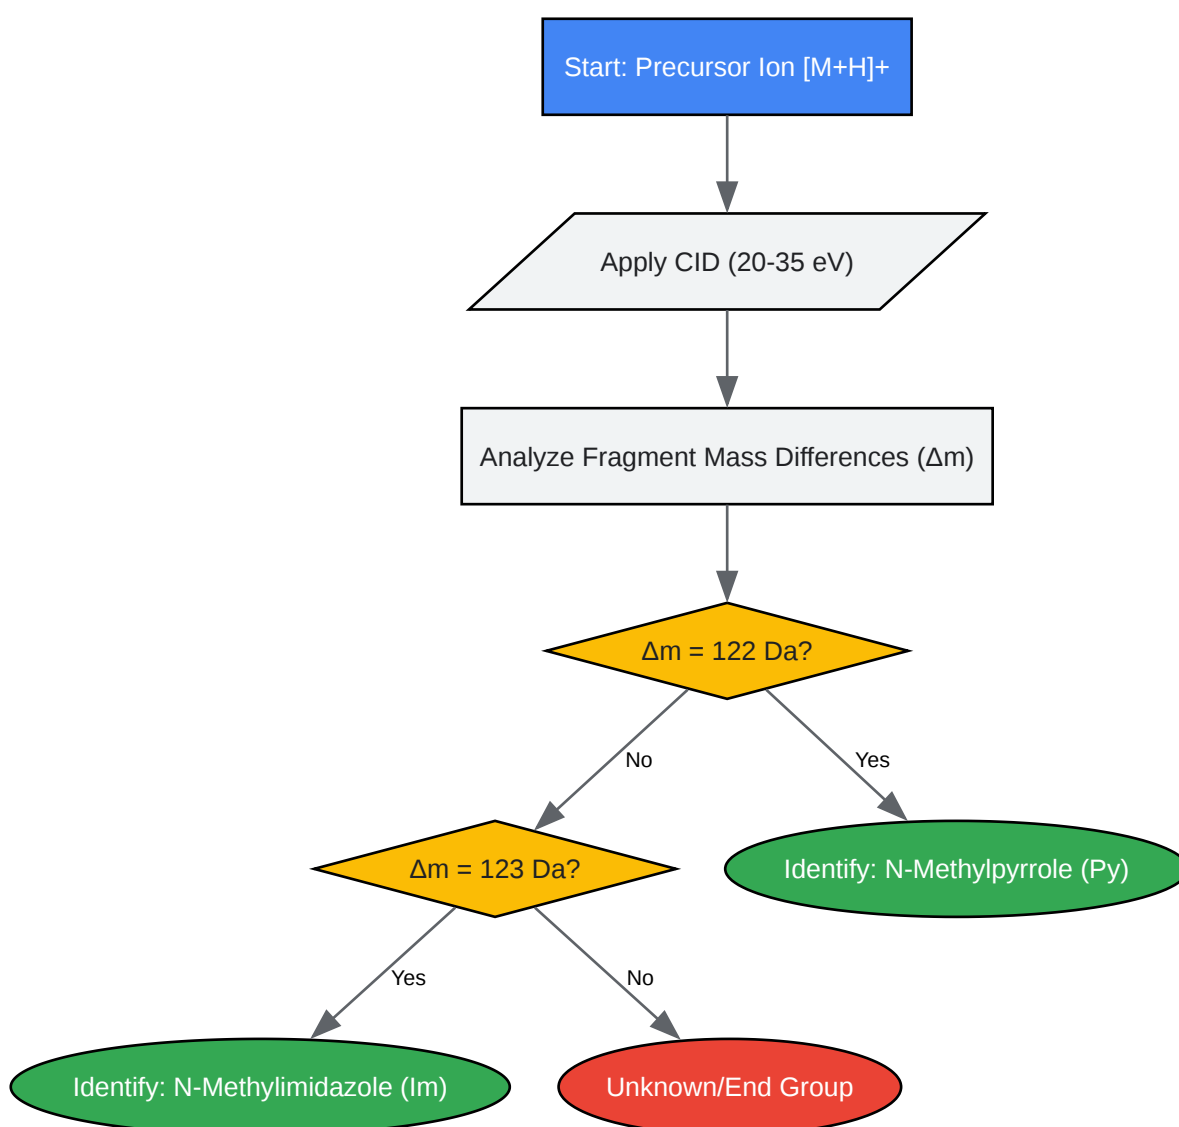 Start: Precursor Ion [M+H]+
Apply CID (20-35 eV)
Analyze Fragment Mass Differences (Δm)
Δm = 122 Da?
No
Yes
Δm = 123 Da?
Identify: N-Methylpyrrole (Py)
Yes
No
Identify: N-Methylimidazole (Im)
Unknown/End Group